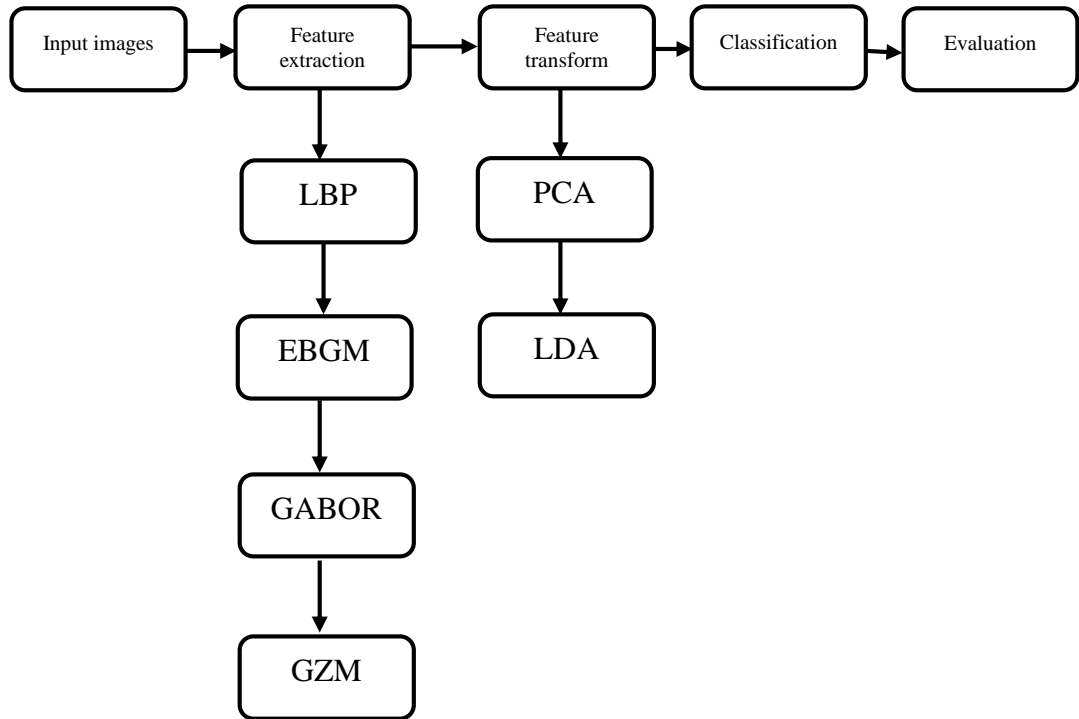 Input images
Feature
extraction
Feature
transform
Classification
Evaluation
LBP
PCA
EBGM
LDA
GABOR
GZM